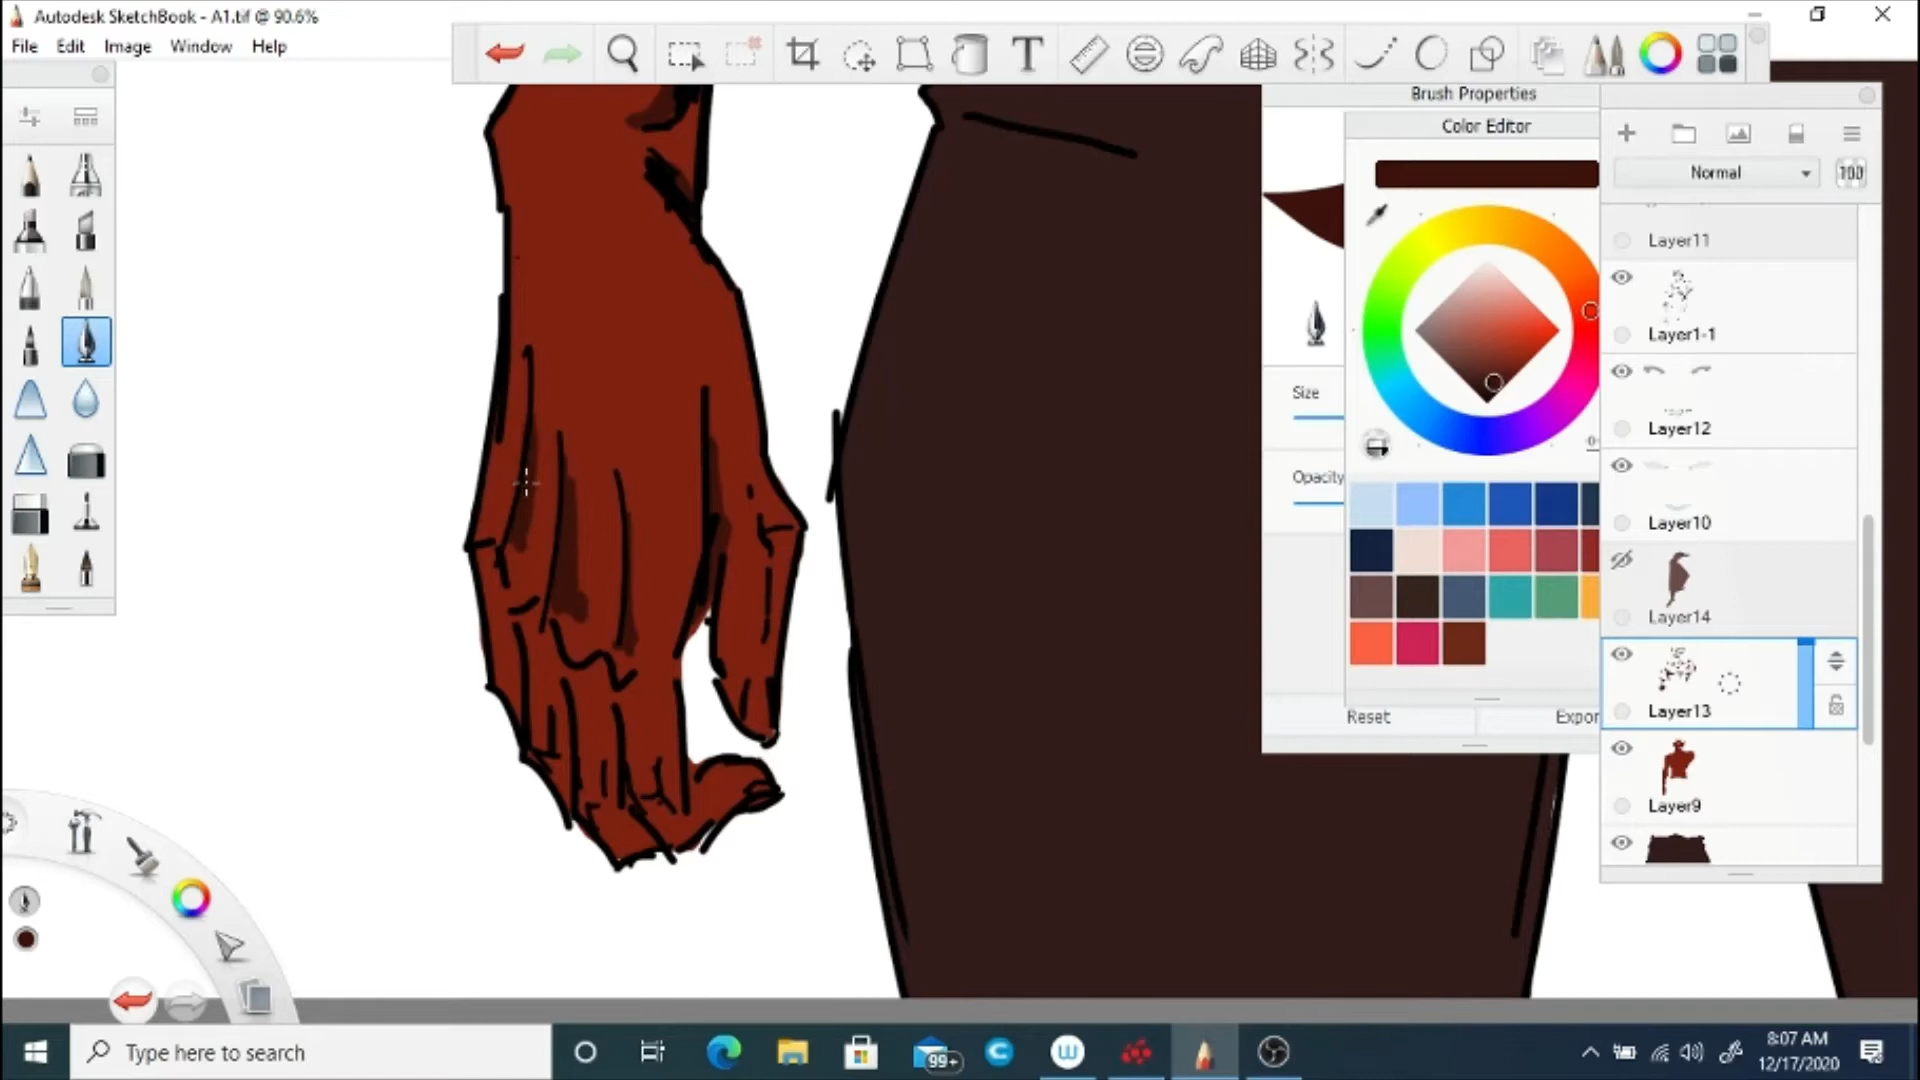 Autodesk SketchBook - A1.tif @ 90.6%
File Edit Image Window Help
T
Brush Properties
Color Editor
Normal
100
Layer11
Layer1-1
Size
Layer12
Opacity
Layer10
Layer14
Layer13
Reset
Expor
Layer9
Type here to search
99+
8:07 AM
12/17/2020